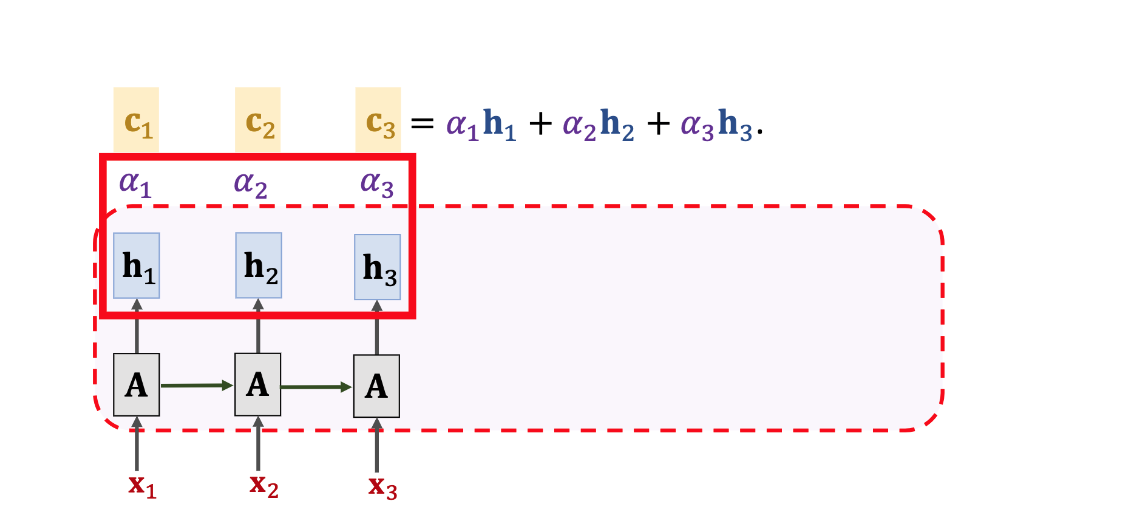 c₁ c₂ c₃ = α₁h₁ + α₂h₂ + α₃h₃.
α₁ α₂ α₃
h₁ h₂ h₃
A A A
x₁ x₂ x₃